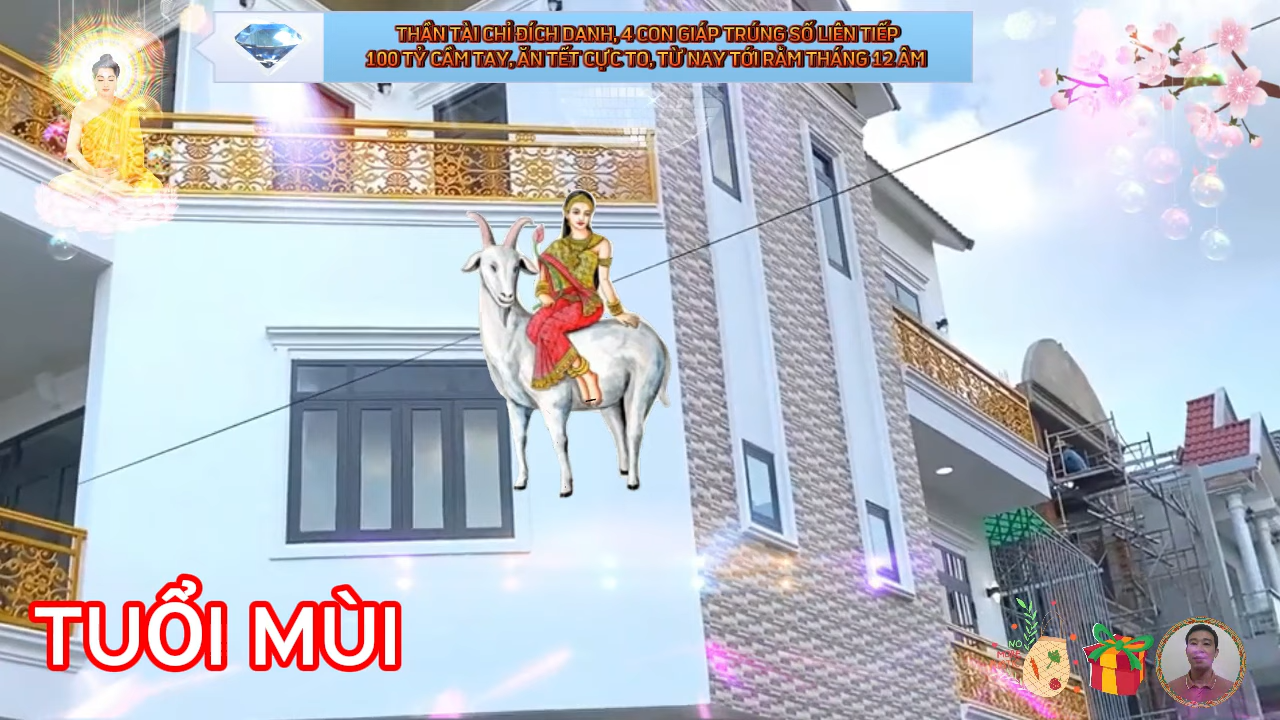 THẦN TÀI CHỈ ĐÍCH DANH, 4 CON GIÁP TRÚNG SỐ LIÊN TIẾP
100 TỶ CẦM TAY, ĂN TẾT CỰC TO, TỪ NAY TỚI RẰM THÁNG 12 ÂM
TUỔI MÙI